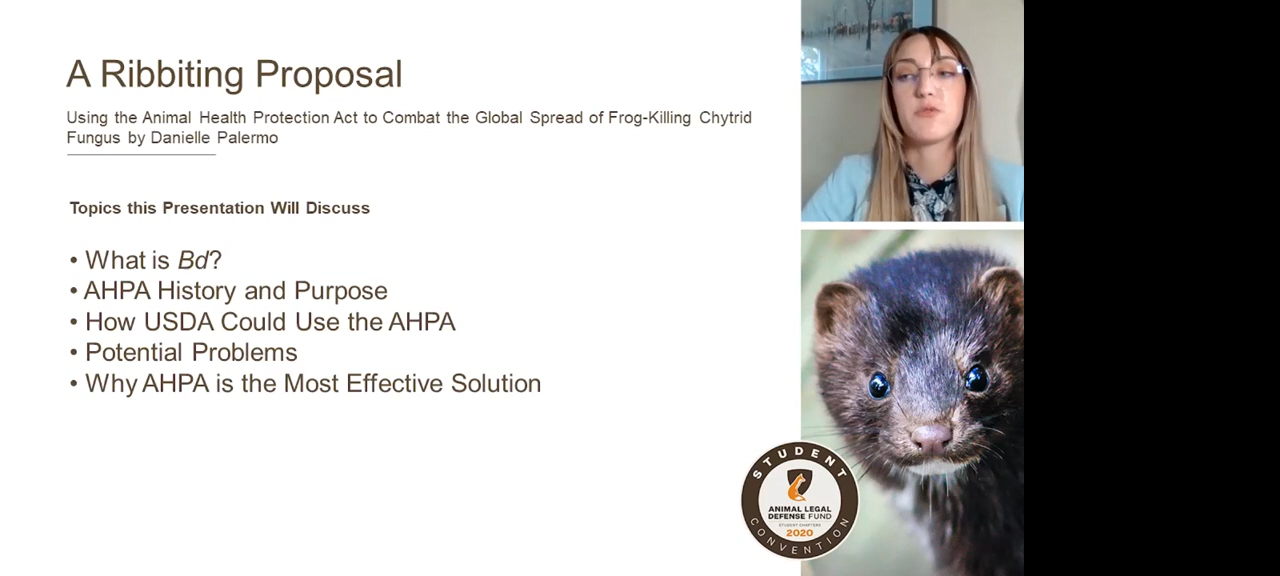 A Ribbiting Proposal
Using the Animal Health Protection Act to Combat the Global Spread of Frog-Killing Chytrid
Fungus by Danielle Palermo
Topics this Presentation Will Discuss
• What is Bd?
• AHPA History and Purpose
• How USDA Could Use the AHPA
• Potential Problems
• Why AHPA is the Most Effective Solution
STUDENT
ANIMAL LEGAL
DEFENSE FUND
STUDENT CHAPTERS
2020
CONVENTION